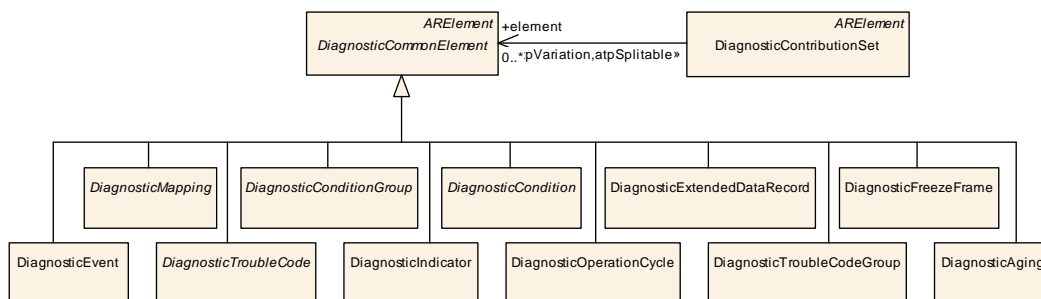 ARElement
DiagnosticCommonElement
+element
0..*
pVariation,atpSplitable»
ARElement
DiagnosticContributionSet
DiagnosticMapping
DiagnosticConditionGroup
DiagnosticCondition
DiagnosticExtendedDataRecord
DiagnosticFreezeFrame
DiagnosticEvent
DiagnosticTroubleCode
DiagnosticIndicator
DiagnosticOperationCycle
DiagnosticTroubleCodeGroup
DiagnosticAging